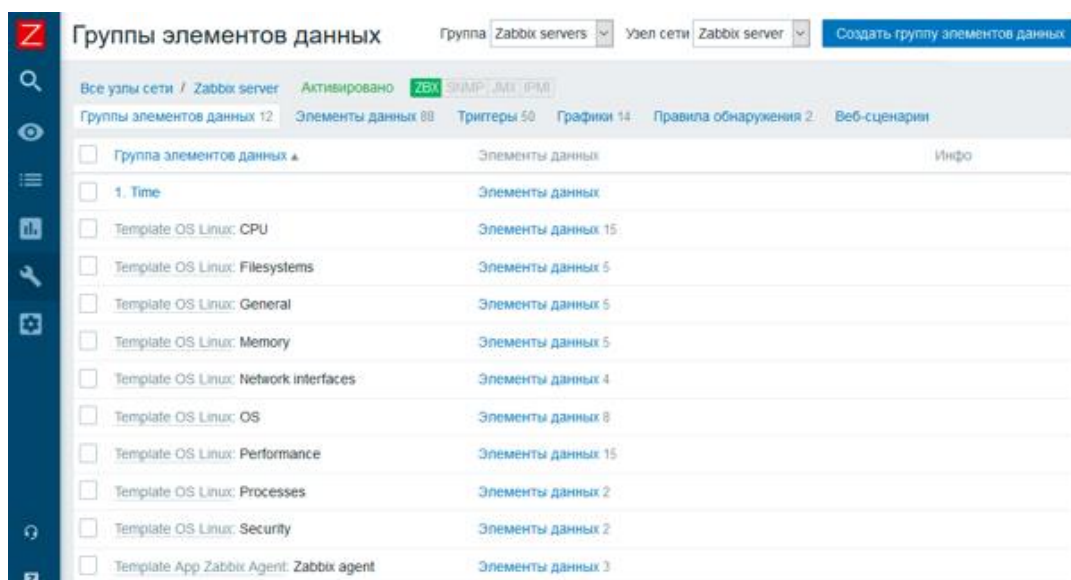 Z
Группы элементов данных
Группа Zabbix servers Узел сети Zabbix server Создать группу элементов данных
Все узлы сети / Zabbix server Активировано ZBX SNMP JMX IPMI
Группы элементов данных 12 Элементы данных 88 Триггеры 50 Графики 14 Правила обнаружения 2 Веб-сценарии
Группа элементов данных ▲ Элементы данных Инфо
1. Time Элементы данных
Template OS Linux: CPU Элементы данных 15
Template OS Linux: Filesystems Элементы данных 5
Template OS Linux: General Элементы данных 5
Template OS Linux: Memory Элементы данных 5
Template OS Linux: Network interfaces Элементы данных 4
Template OS Linux: OS Элементы данных 8
Template OS Linux: Performance Элементы данных 15
Template OS Linux: Processes Элементы данных 2
Template OS Linux: Security Элементы данных 2
Template App Zabbix Agent: Zabbix agent Элементы данных 3